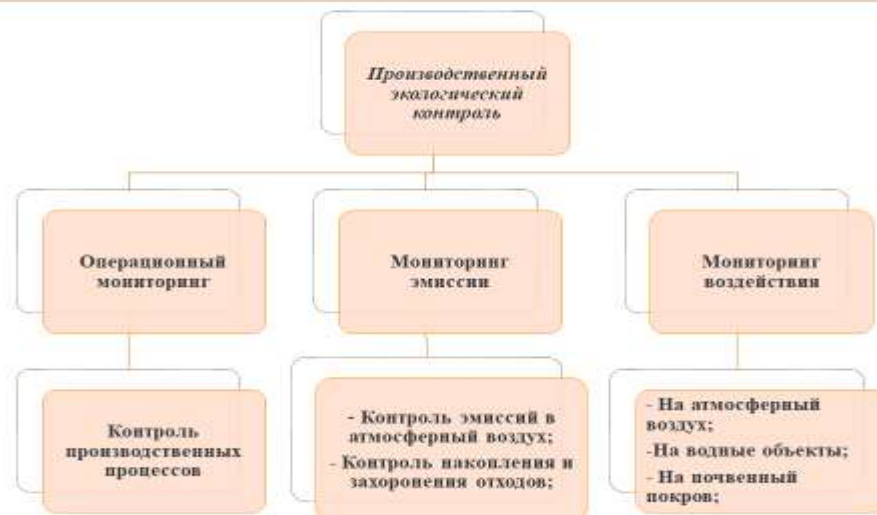 Производственный
экологический
контроль
Операционный
мониторинг
Мониторинг
эмиссии
Мониторинг
воздействия
Контроль
производственных
процессов
- Контроль эмиссий в
атмосферный воздух;
- Контроль накопления и
захоронения отходов;
- На атмосферный
воздух;
-На водные объекты;
- На почвенный
покров;